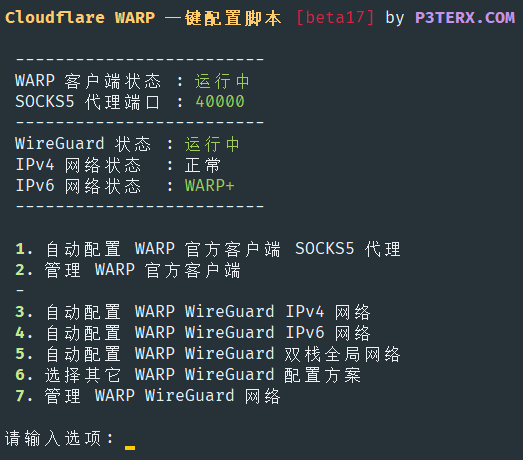 Cloudflare WARP 一键配置脚本 [beta17] by P3TERX.COM
-------------------------
WARP 客户端状态 : 运行中
SOCKS5 代理端口 : 40000
-------------------------
WireGuard 状态 : 运行中
IPv4 网络状态 : 正常
IPv6 网络状态 : WARP+
-------------------------
1. 自动配置 WARP 官方客户端 SOCKS5 代理
2. 管理 WARP 官方客户端
-
3. 自动配置 WARP WireGuard IPv4 网络
4. 自动配置 WARP WireGuard IPv6 网络
5. 自动配置 WARP WireGuard 双栈全局网络
6. 选择其它 WARP WireGuard 配置方案
7. 管理 WARP WireGuard 网络
请输入选项: _